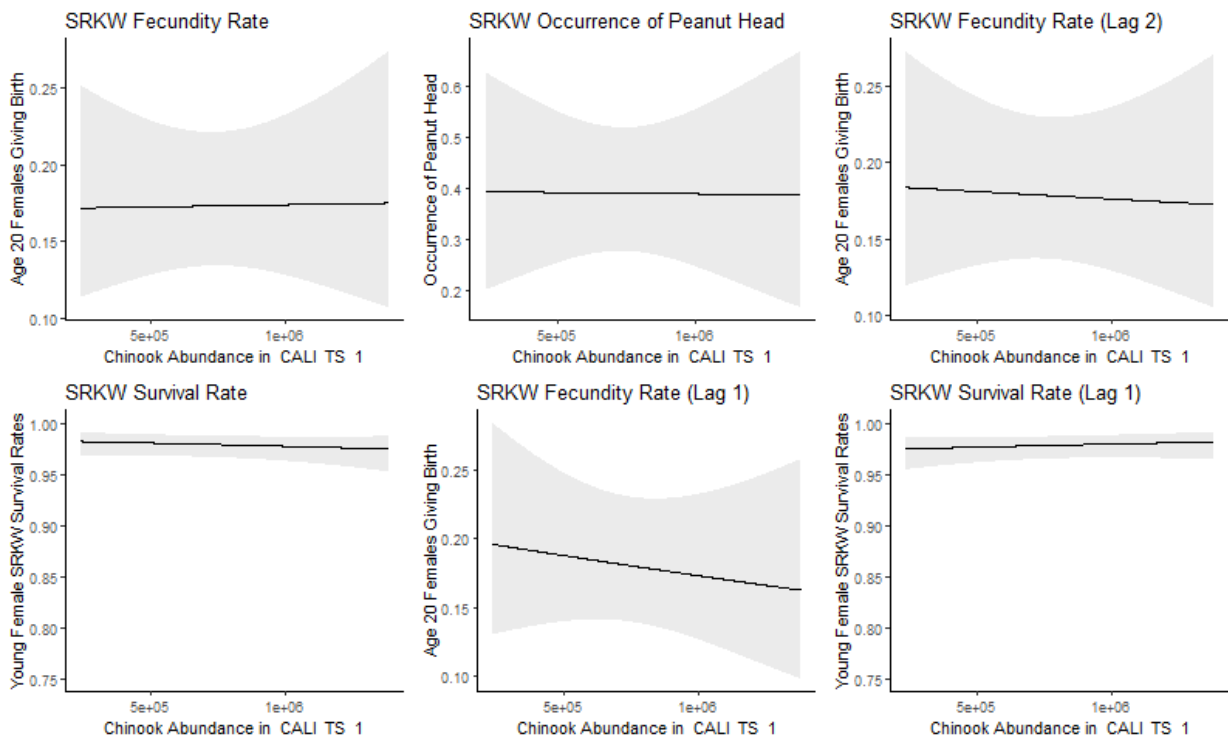 SRKW Fecundity Rate
Age 20 Females Giving Birth
0.25
0.20
0.15
0.10
5e+05 1e+06
Chinook Abundance in CALI TS 1
SRKW Occurrence of Peanut Head
Occurrence of Peanut Head
0.6
0.5
0.4
0.3
0.2
5e+05 1e+06
Chinook Abundance in CALI TS 1
SRKW Fecundity Rate (Lag 2)
Age 20 Females Giving Birth
0.25
0.20
0.15
0.10
5e+05 1e+06
Chinook Abundance in CALI TS 1
SRKW Survival Rate
Young Female SRKW Survival Rates
1.00
0.95
0.90
0.85
0.80
0.75
5e+05 1e+06
Chinook Abundance in CALI TS 1
SRKW Fecundity Rate (Lag 1)
Age 20 Females Giving Birth
0.25
0.20
0.15
0.10
5e+05 1e+06
Chinook Abundance in CALI TS 1
SRKW Survival Rate (Lag 1)
Young Female SRKW Survival Rates
1.00
0.95
0.90
0.85
0.80
0.75
5e+05 1e+06
Chinook Abundance in CALI TS 1